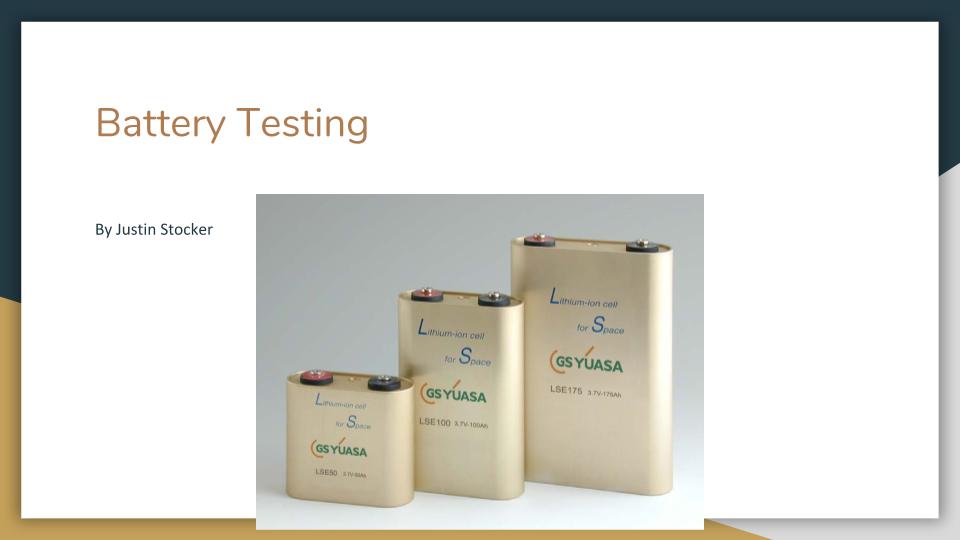 Battery Testing
By Justin Stocker
Lithium-ion cell
for Space
GS YUASA
LSE50 3.7V-50Ah
Lithium-ion cell
for Space
GS YUASA
LSE100 3.7V-100Ah
Lithium-ion cell
for Space
GS YUASA
LSE175 3.7V-175Ah